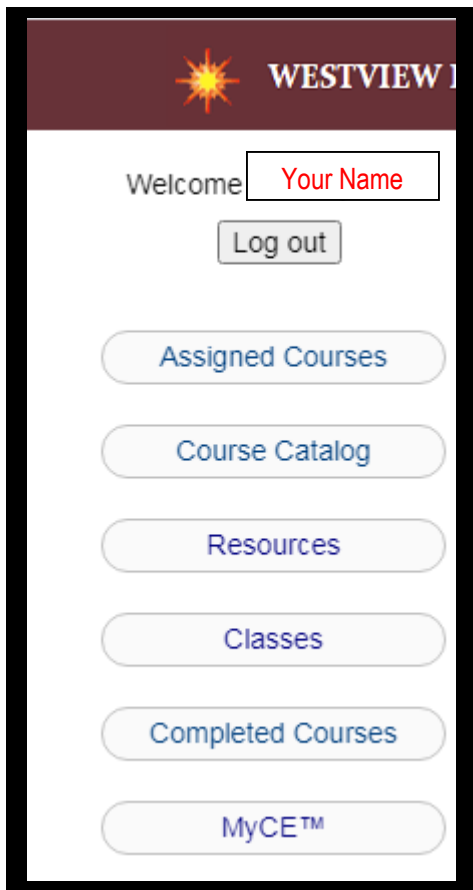 WESTVIEW
Welcome Your Name
Log out
Assigned Courses
Course Catalog
Resources
Classes
Completed Courses
MyCE™